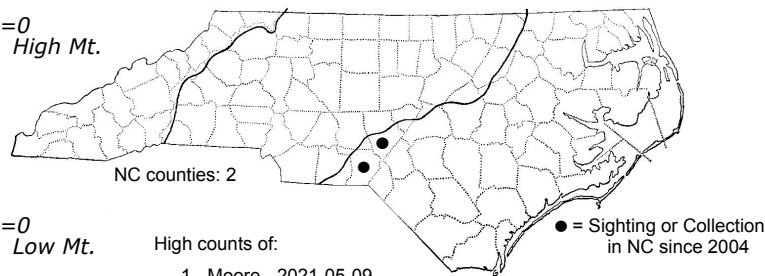 =0
High Mt.
NC counties: 2
=0
Low Mt.
High counts of:
● = Sighting or Collection
in NC since 2004
1 - Moore - 2021-05-09